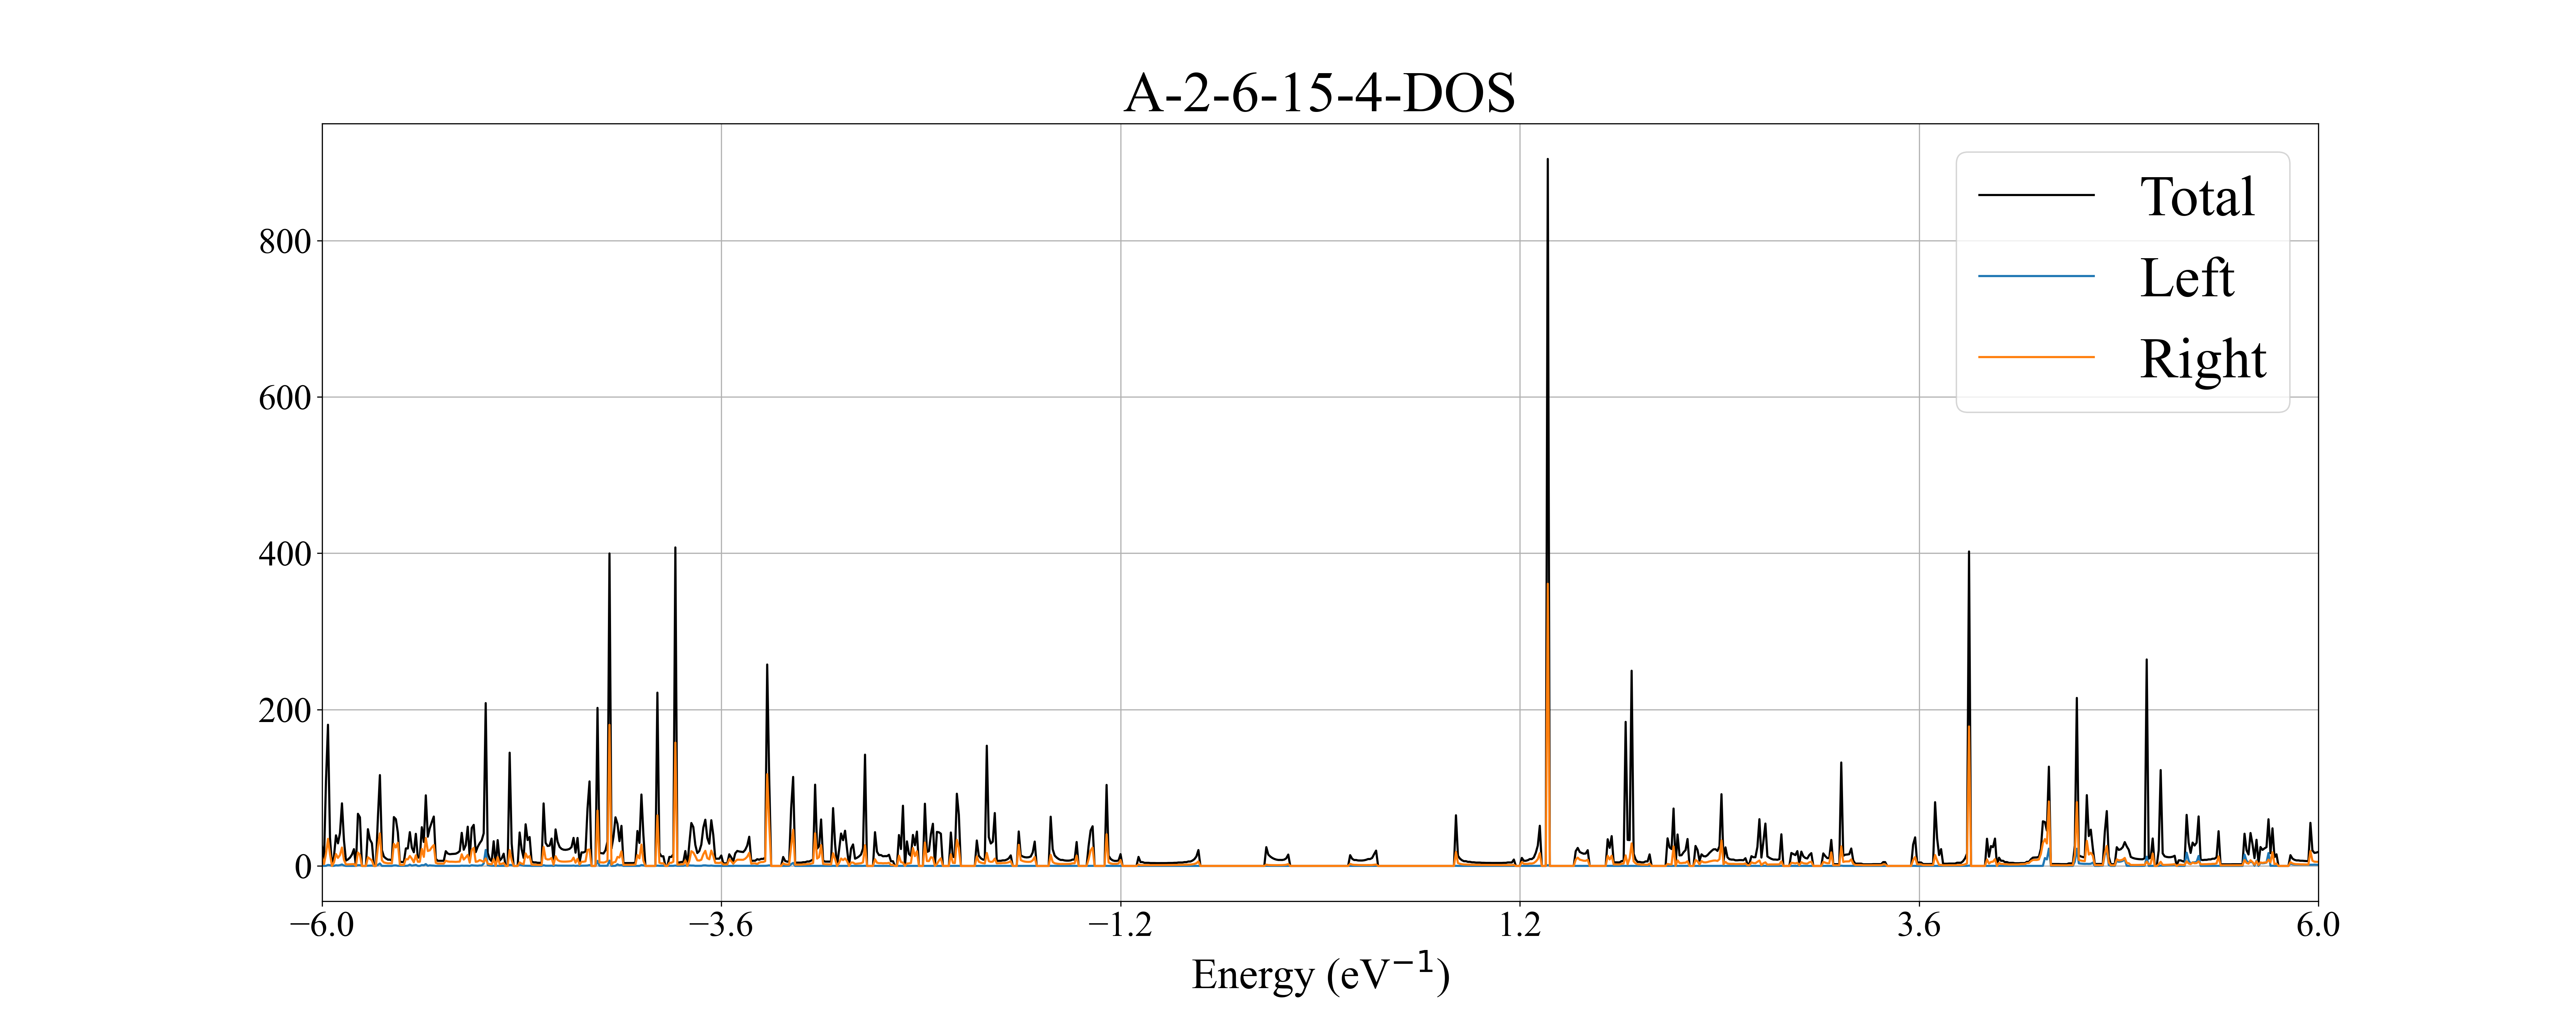 A-2-6-15-4-DOS
Total
Left
Right
800
600
400
200
0
−6.0 −3.6 −1.2 1.2 3.6 6.0
Energy (eV⁻¹)